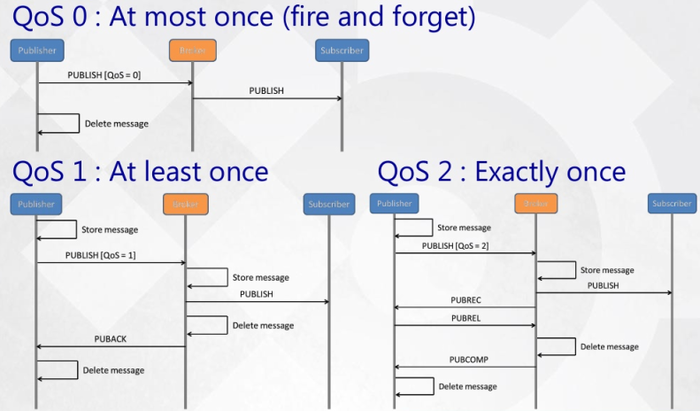 QoS 0 : At most once (fire and forget)
Publisher
Broker
Subscriber
PUBLISH [QoS = 0]
PUBLISH
Delete message
QoS 1 : At least once
Publisher
Broker
Subscriber
Store message
PUBLISH [QoS = 1]
Store message
PUBLISH
Delete message
PUBACK
Delete message
QoS 2 : Exactly once
Publisher
Broker
Subscriber
Store message
PUBLISH [QoS = 2]
Store message
PUBLISH
PUBREC
PUBREL
Delete message
PUBCOMP
Delete message